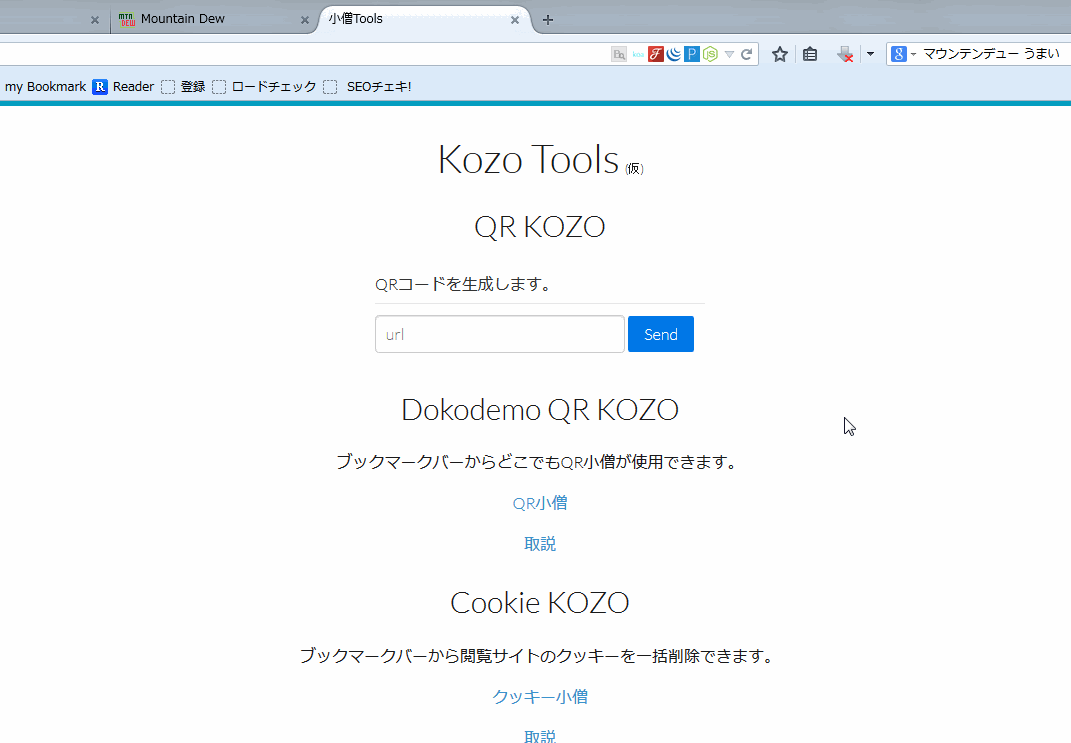 Mountain Dew
小僧Tools
マウンテンデュー うまい
my Bookmark
Reader
登録
ロードチェック
SEOチェキ!
Kozo Tools (仮)
QR KOZO
QRコードを生成します。
url
Send
Dokodemo QR KOZO
ブックマークバーからどこでもQR小僧が使用できます。
QR小僧
取説
Cookie KOZO
ブックマークバーから閲覧サイトのクッキーを一括削除できます。
クッキー小僧
取説